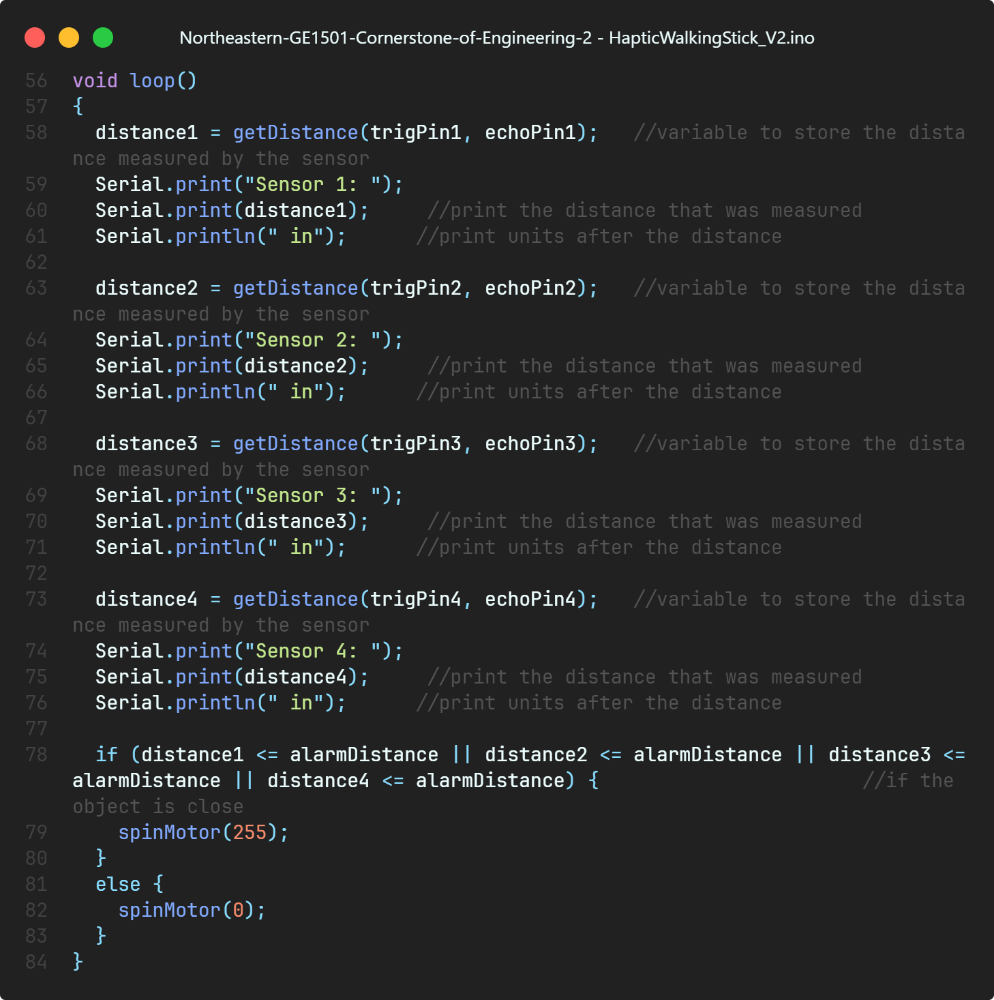 Northeastern-GE1501-Cornerstone-of-Engineering-2 - HapticWalkingStick_V2.ino
56 void loop()
57 {
58   distance1 = getDistance(trigPin1, echoPin1);   //variable to store the dista
nce measured by the sensor
59   Serial.print("Sensor 1: ");
60   Serial.print(distance1);     //print the distance that was measured
61   Serial.println(" in");      //print units after the distance
62
63   distance2 = getDistance(trigPin2, echoPin2);   //variable to store the dista
nce measured by the sensor
64   Serial.print("Sensor 2: ");
65   Serial.print(distance2);     //print the distance that was measured
66   Serial.println(" in");      //print units after the distance
67
68   distance3 = getDistance(trigPin3, echoPin3);   //variable to store the dista
nce measured by the sensor
69   Serial.print("Sensor 3: ");
70   Serial.print(distance3);     //print the distance that was measured
71   Serial.println(" in");      //print units after the distance
72
73   distance4 = getDistance(trigPin4, echoPin4);   //variable to store the dista
nce measured by the sensor
74   Serial.print("Sensor 4: ");
75   Serial.print(distance4);     //print the distance that was measured
76   Serial.println(" in");      //print units after the distance
77
78   if (distance1 <= alarmDistance || distance2 <= alarmDistance || distance3 <=
alarmDistance || distance4 <= alarmDistance) {                       //if the
object is close
79     spinMotor(255);
80   }
81   else {
82     spinMotor(0);
83   }
84 }